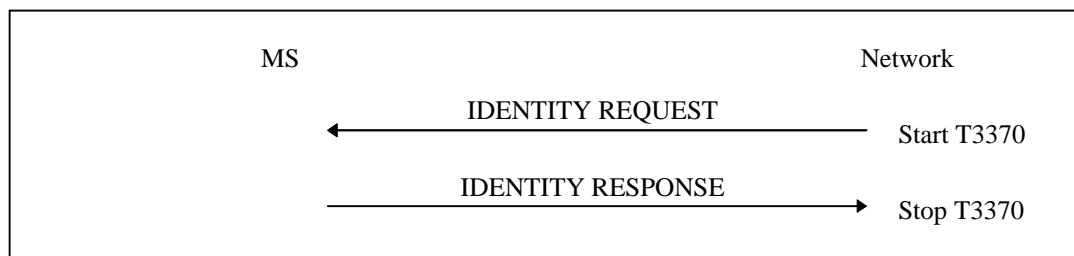 MS Network
IDENTITY REQUEST
Start T3370
IDENTITY RESPONSE
Stop T3370